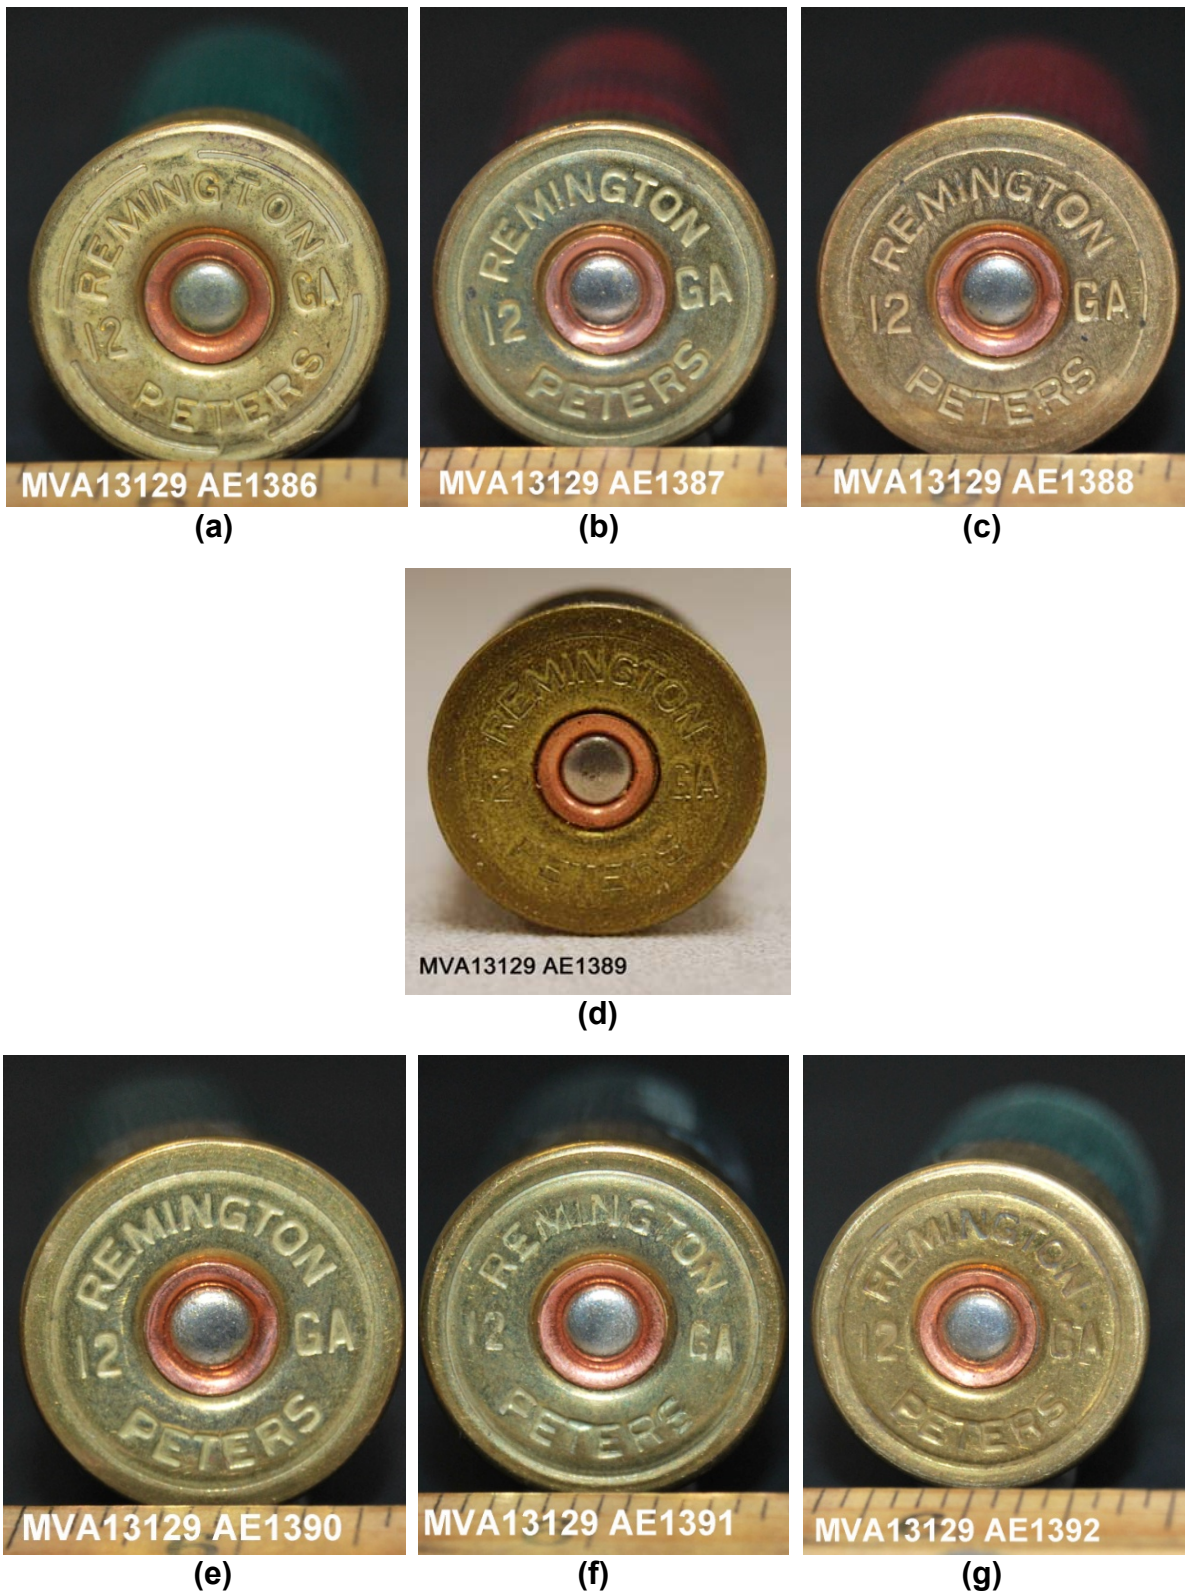 REMINGTON
12 GA
PETERS
MVA13129 AE1386
(a)
REMINGTON
12 GA
PETERS
MVA13129 AE1387
(b)
REMINGTON
12 GA
PETERS
MVA13129 AE1388
(c)
REMINGTON
12 GA
PETERS
MVA13129 AE1389
(d)
REMINGTON
12 GA
PETERS
MVA13129 AE1390
(e)
REMINGTON
12 GA
PETERS
MVA13129 AE1391
(f)
REMINGTON
12 GA
PETERS
MVA13129 AE1392
(g)